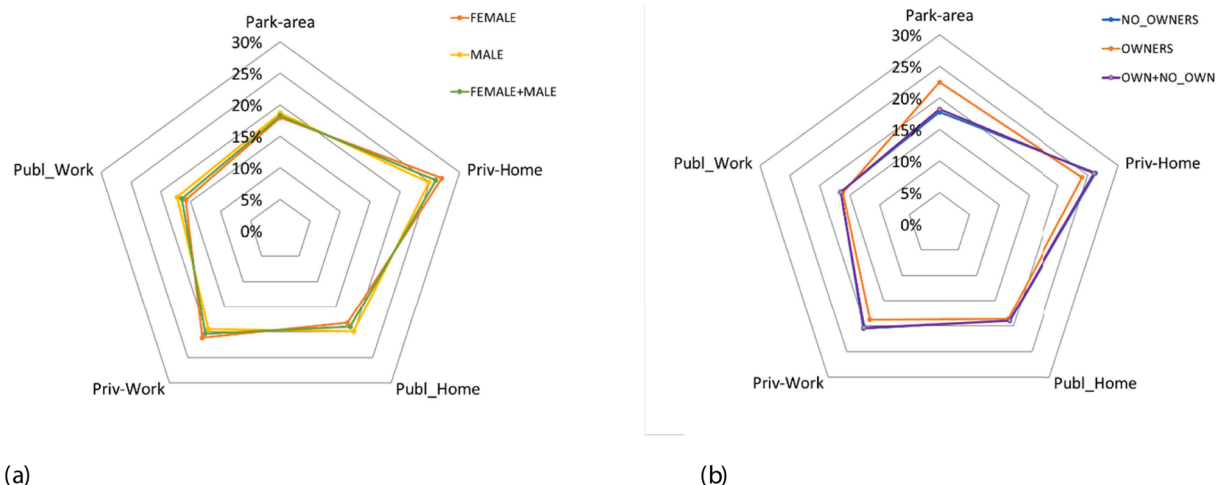 Park-area
30%
25%
20%
15%
10%
5%
0%
Publ_Work
Priv-Home
Priv-Work
Publ_Home
FEMALE
MALE
FEMALE+MALE
(a)
Park-area
30%
25%
20%
15%
10%
5%
0%
Publ_Work
Priv-Home
Priv-Work
Publ_Home
NO_OWNERS
OWNERS
OWN+NO_OWN
(b)